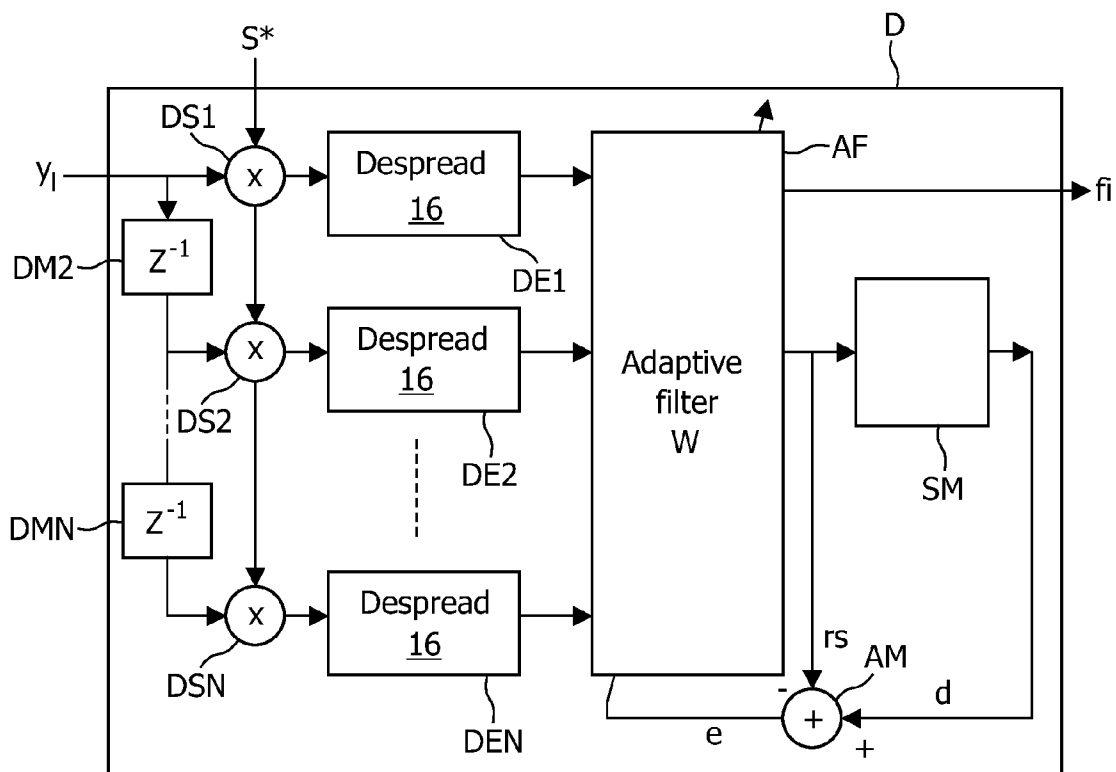 S*
D
DS1
AF
y_l
x
Despread
16
fi
DM2
Z^-1
DE1
x
Despread
16
Adaptive
filter
W
DS2
DE2
SM
DMN
Z^-1
x
Despread
16
rs
AM
DSN
-
+
d
e
+
DEN